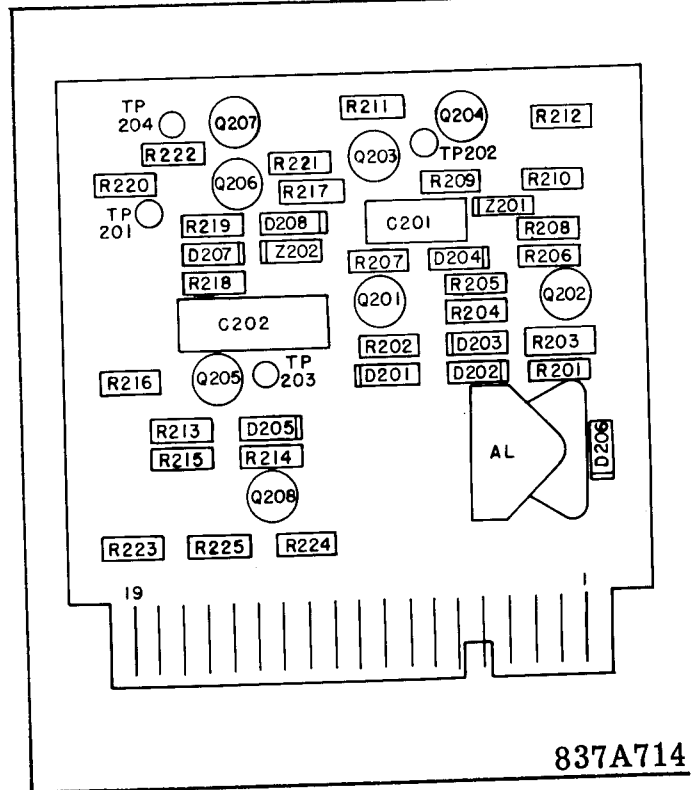 R211
Q204
R212
TP
204
Q207
R222
R221
Q203
TP202
R220
Q206
R217
R209
R210
TP
201
R219
D208
C201
Z201
R208
D207
Z202
R207
D204
R206
R218
Q201
R205
Q202
R204
C202
R202
D203
R203
R216
Q205
TP
203
D201
D202
R201
R213
D205
AL
D206
R215
R214
Q208
R223
R225
R224
19
1
837A714